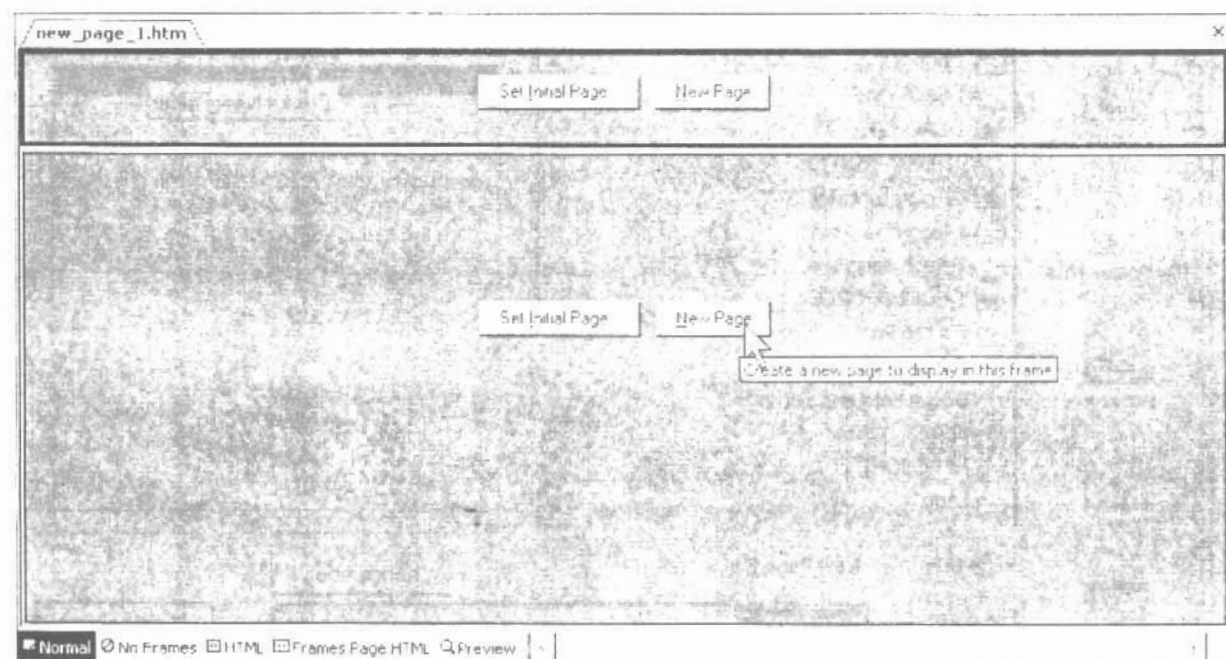 new_page_1.htm
Set Initial Page New Page
Set Initial Page New Page
Create a new page to display in this frame
Normal No Frames HTML Frames Page HTML Preview